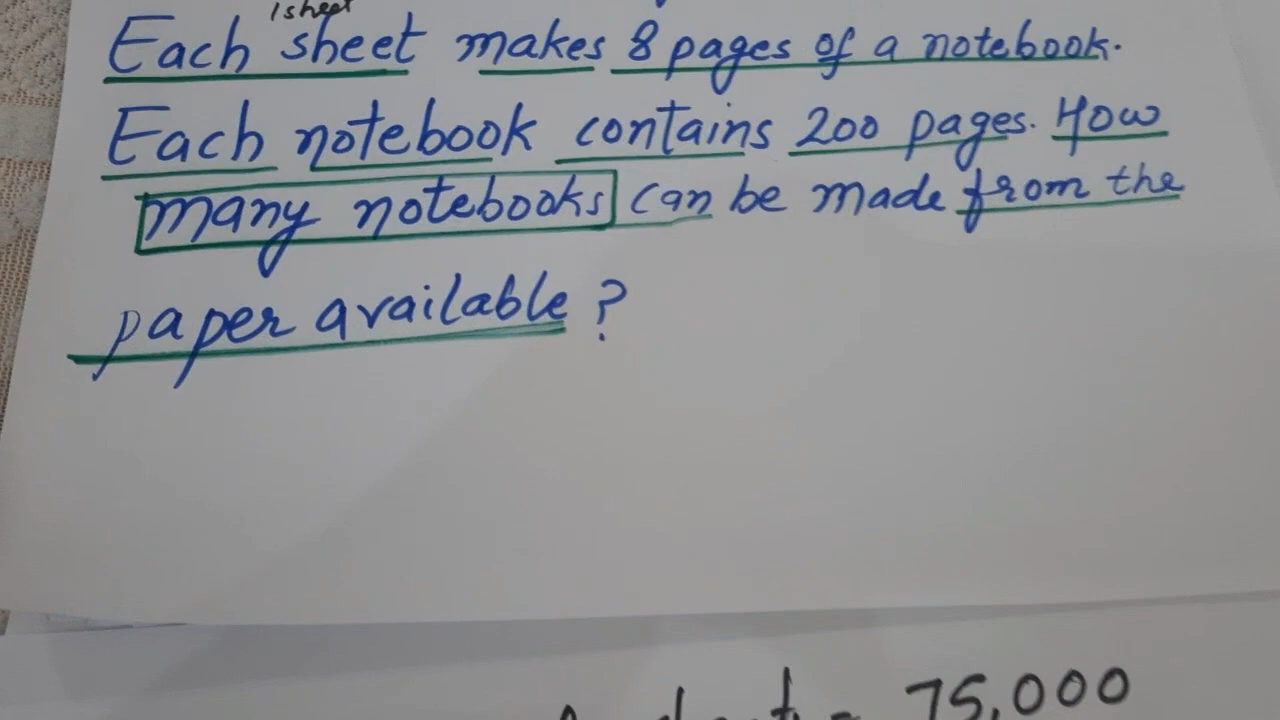 1 sheet
Each sheet makes 8 pages of a notebook.
Each notebook contains 200 pages. How
many notebooks can be made from the
paper available ?
= 75,000